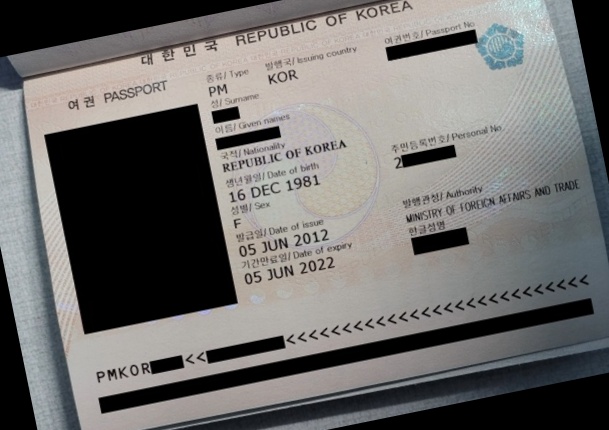 대한민국 REPUBLIC OF KOREA
여권 PASSPORT
종류/ Type 발행국/ Issuing country 여권번호/ Passport No
PM KOR
성/ Surname
이름/ Given names
국적/ Nationality 주민등록번호/ Personal No
REPUBLIC OF KOREA 2
생년월일/ Date of birth
16 DEC 1981
성별/ Sex 발행관청/ Authority
F MINISTRY OF FOREIGN AFFAIRS AND TRADE
발급일/ Date of issue 한글성명
05 JUN 2012
기간만료일/ Date of expiry
05 JUN 2022
PMKOR <<<<<<<<<<<<<<<<<<<<<<<<<<<<<<